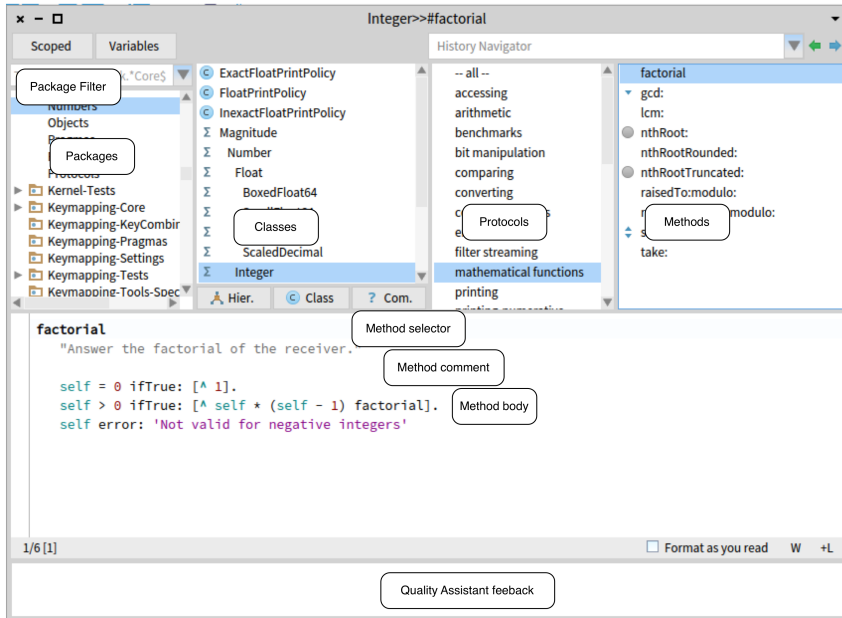 Integer>>#factorial
Scoped
Variables
History Navigator
k.*Core$
Package Filter
Numbers
Objects
Packages
Protocols
Kernel-Tests
Keymapping-Core
Keymapping-KeyCombin
Keymapping-Pragmas
Keymapping-Settings
Keymapping-Tests
Keymapping-Tools-Spec
ExactFloatPrintPolicy
FloatPrintPolicy
InexactFloatPrintPolicy
Magnitude
Number
Float
BoxedFloat64
Classes
ScaledDecimal
Integer
Hier.
Class
? Com.
-- all --
accessing
arithmetic
benchmarks
bit manipulation
comparing
converting
Protocols
filter streaming
mathematical functions
printing
factorial
gcd:
lcm:
nthRoot:
nthRootRounded:
nthRootTruncated:
raisedTo:modulo:
modulo:
Methods
take:
Method selector
factorial
"Answer the factorial of the receiver."
Method comment
self = 0 ifTrue: [^ 1].
self > 0 ifTrue: [^ self * (self - 1) factorial].
Method body
self error: 'Not valid for negative integers'
1/6 [1]
Format as you read
W
+L
Quality Assistant feeback